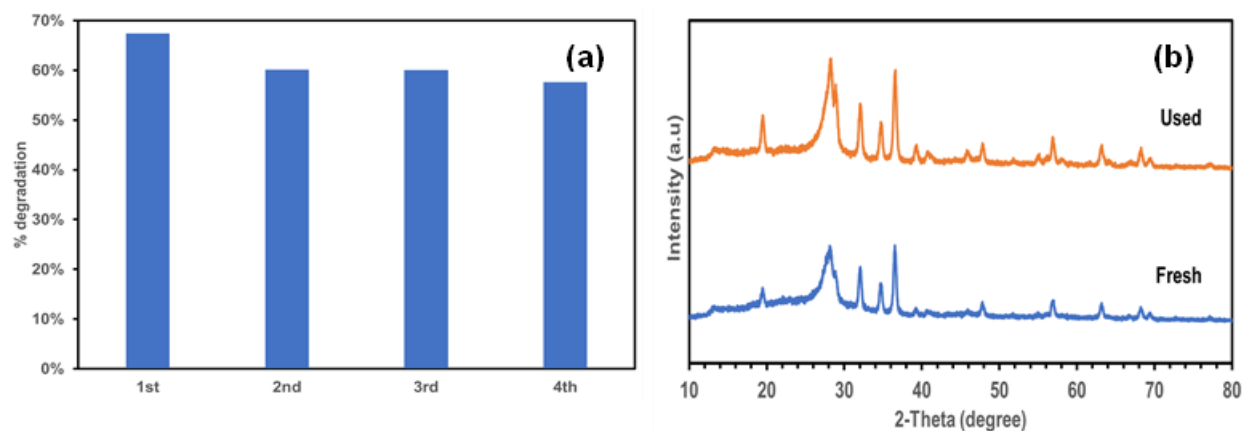 (a)
% degradation
70%
60%
50%
40%
30%
20%
10%
0%
1st 2nd 3rd 4th
(b)
Intensity (a.u)
Used
Fresh
10 20 30 40 50 60 70 80
2-Theta (degree)